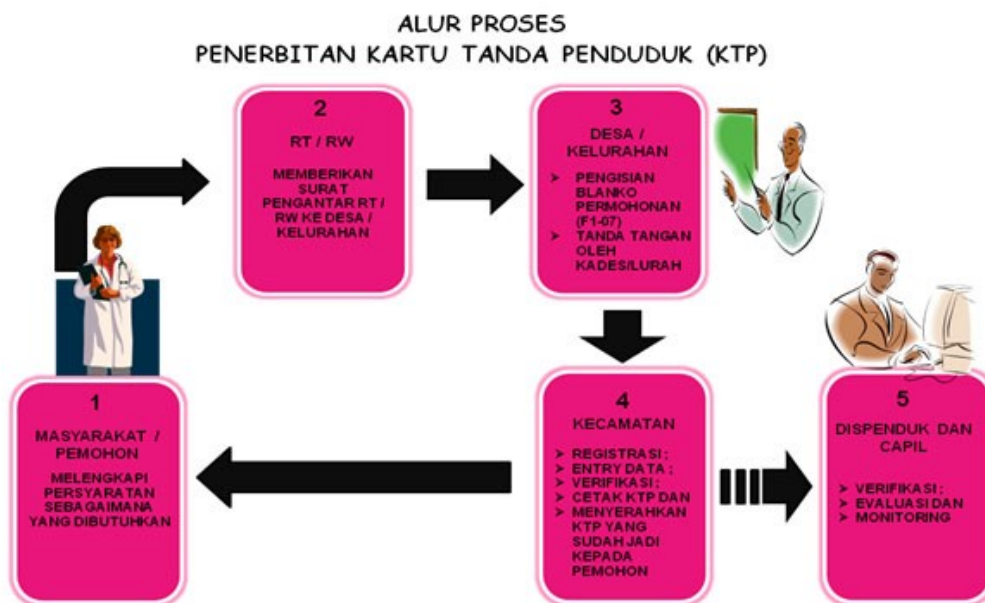 ALUR PROSES
PENERBITAN KARTU TANDA PENDUDUK (KTP)
1
MASYARAKAT /
PEMOHON
MELENGKAPI
PERSYARATAN
SEBAGAIMANA
YANG DIBUTUHKAN
2
RT / RW
MEMBERIKAN
SURAT
PENGANTAR RT /
RW KE DESA /
KELURAHAN
3
DESA /
KELURAHAN
➢ PENGISIAN
BLANKO
PERMOHONAN
(F1-07)
➢ TANDA TANGAN
OLEH
KADES/LURAH
4
KECAMATAN
➢ REGISTRASI ;
➢ ENTRY DATA ;
➢ VERIFIKASI ;
➢ CETAK KTP DAN
➢ MENYERAHKAN
KTP YANG
SUDAH JADI
KEPADA
PEMOHON
5
DISPENDUK DAN
CAPIL
➢ VERIFIKASI ;
➢ EVALUASI DAN
➢ MONITORING